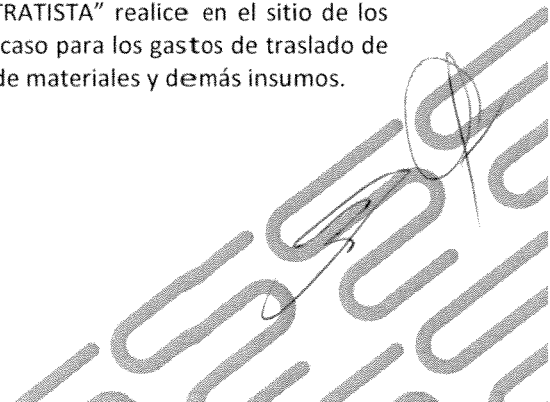 TRATISTA” realice en el sitio de los
caso para los gastos de traslado de
de materiales y demás insumos.